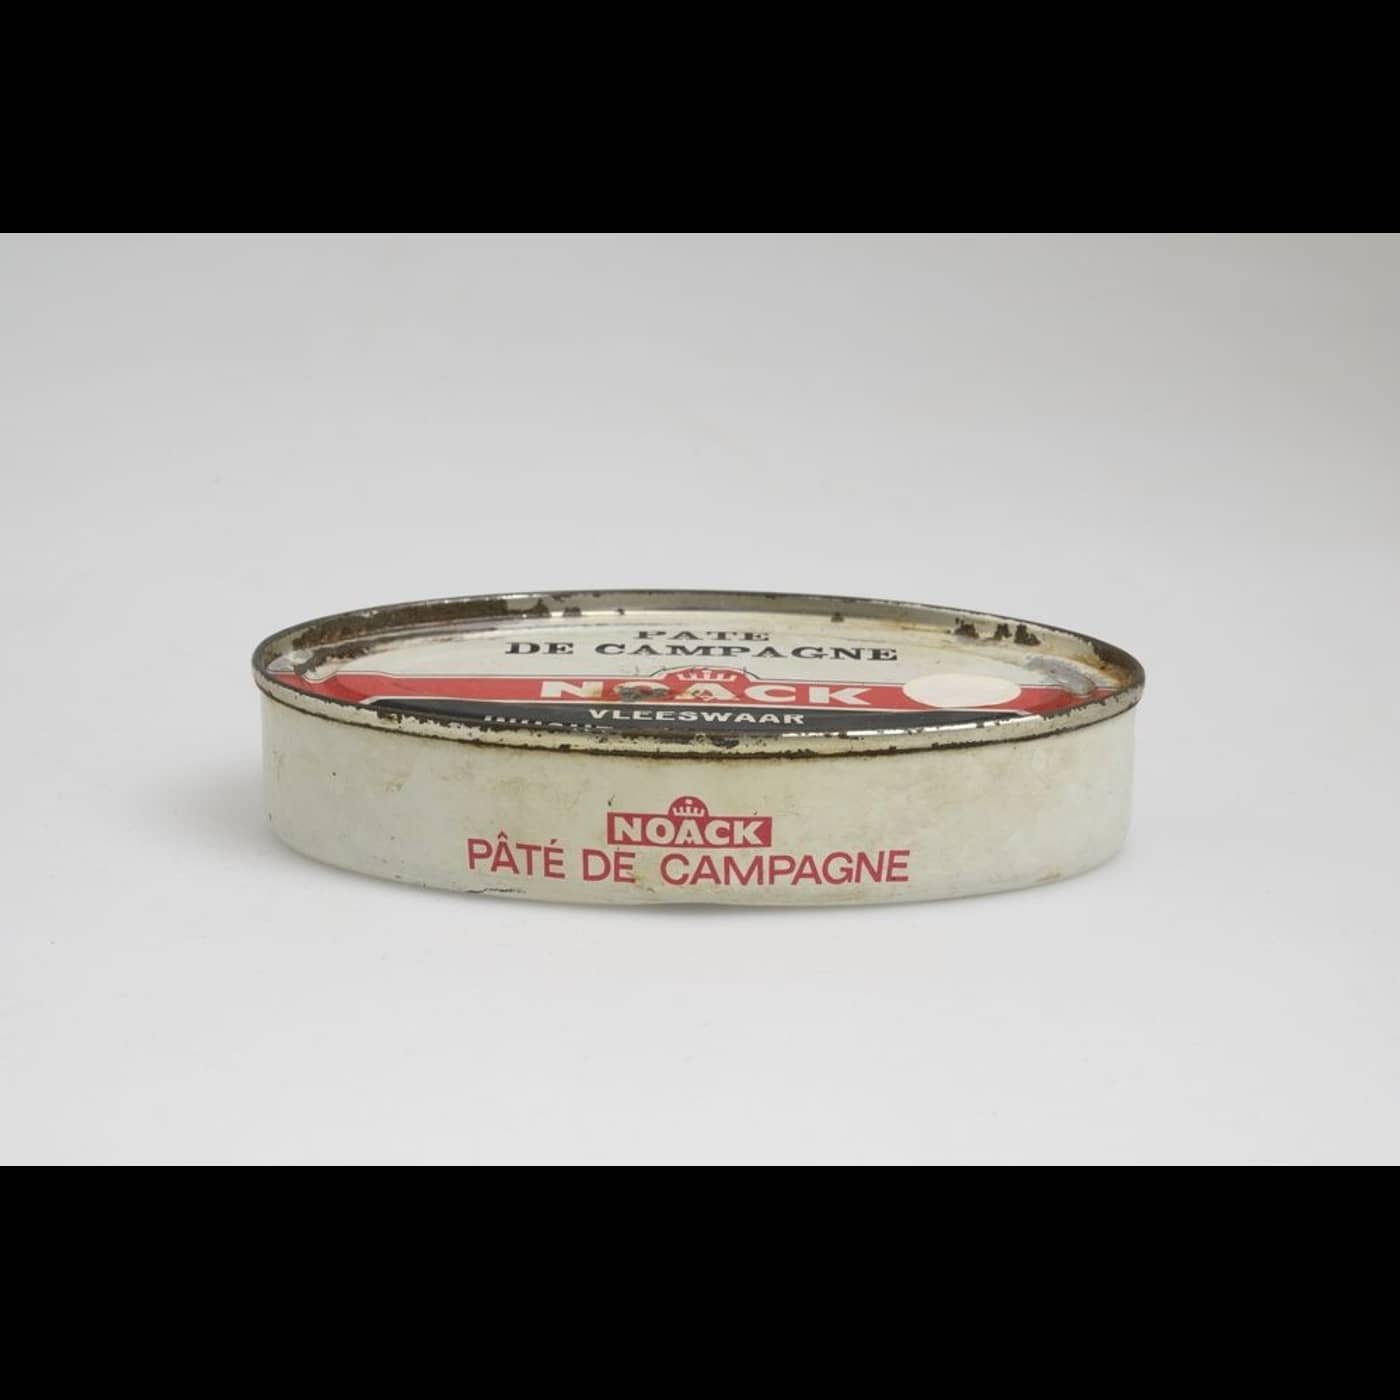 PATE
DE CAMPAGNE
NOACK
VLEESWAAR
NOACK
PÂTÉ DE CAMPAGNE